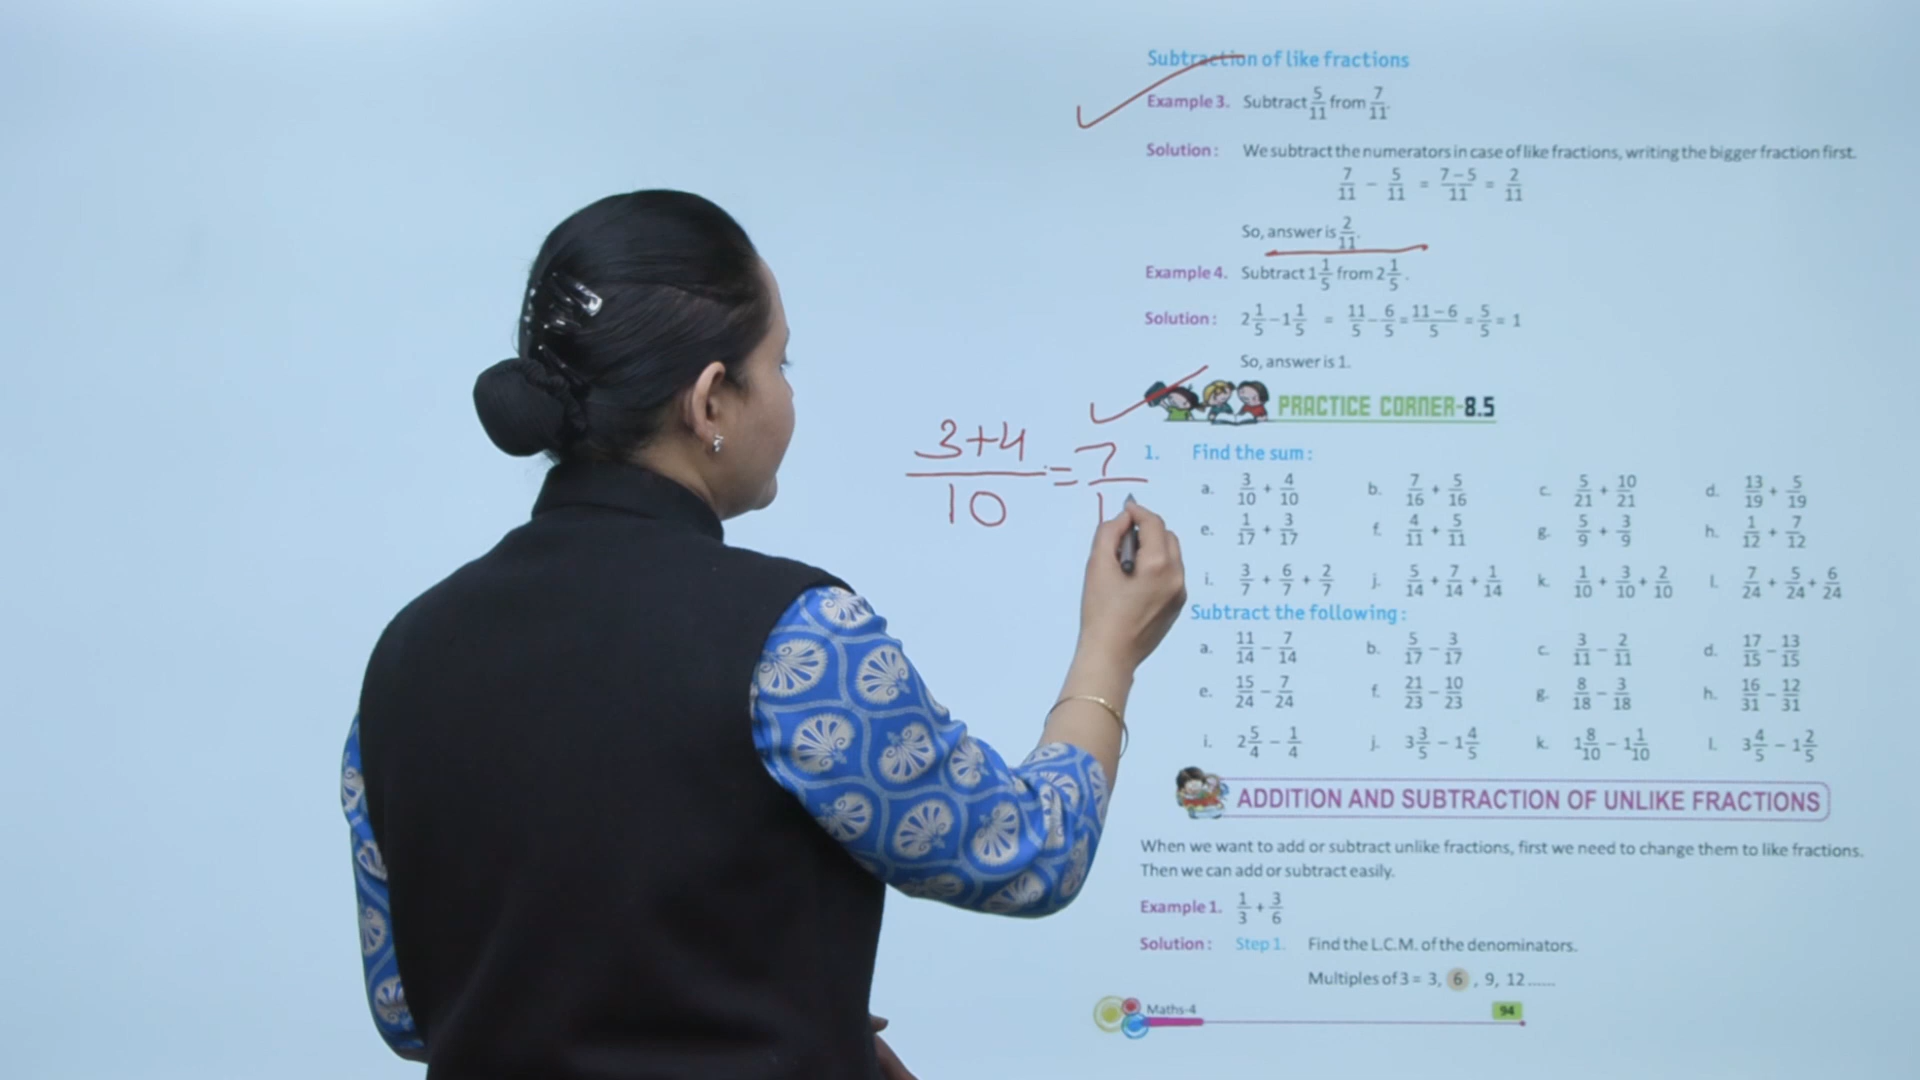 Subtraction of like fractions
Example 3. Subtract 5/11 from 7/11.
Solution: We subtract the numerators in case of like fractions, writing the bigger fraction first.
7/11 - 5/11 = 7-5/11 = 2/11
So, answer is 2/11.
Example 4. Subtract 1 1/5 from 2 1/5.
Solution: 2 1/5 - 1 1/5 = 11/5 - 6/5 = 11-6/5 = 5/5 = 1
So, answer is 1.
PRACTICE CORNER-8.5
3+4/10 = 7/1
1. Find the sum:
a. 3/10 + 4/10 b. 7/16 + 5/16 c. 5/21 + 10/21 d. 13/19 + 5/19
e. 1/17 + 3/17 f. 4/11 + 5/11 g. 5/9 + 3/9 h. 1/12 + 7/12
i. 3/7 + 6/7 + 2/7 j. 5/14 + 7/14 + 1/14 k. 1/10 + 3/10 + 2/10 l. 7/24 + 5/24 + 6/24
Subtract the following:
a. 11/14 - 7/14 b. 5/17 - 3/17 c. 3/11 - 2/11 d. 17/15 - 13/15
e. 15/24 - 7/24 f. 21/23 - 10/23 g. 8/18 - 3/18 h. 16/31 - 12/31
i. 2 5/4 - 1/4 j. 3 3/5 - 1 4/5 k. 1 8/10 - 1 1/10 l. 3 4/5 - 1 2/5
ADDITION AND SUBTRACTION OF UNLIKE FRACTIONS
When we want to add or subtract unlike fractions, first we need to change them to like fractions.
Then we can add or subtract easily.
Example 1. 1/3 + 3/6
Solution: Step 1. Find the L.C.M. of the denominators.
Multiples of 3 = 3, 6, 9, 12......
Maths-4 94